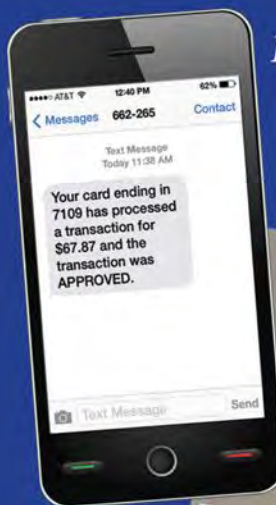 AT&T 12:40 PM 62%
Messages 662-265 Contact
Text Message
Today 11:38 AM
Your card ending in
7109 has processed
a transaction for
$67.87 and the
transaction was
APPROVED.
Text Message Send